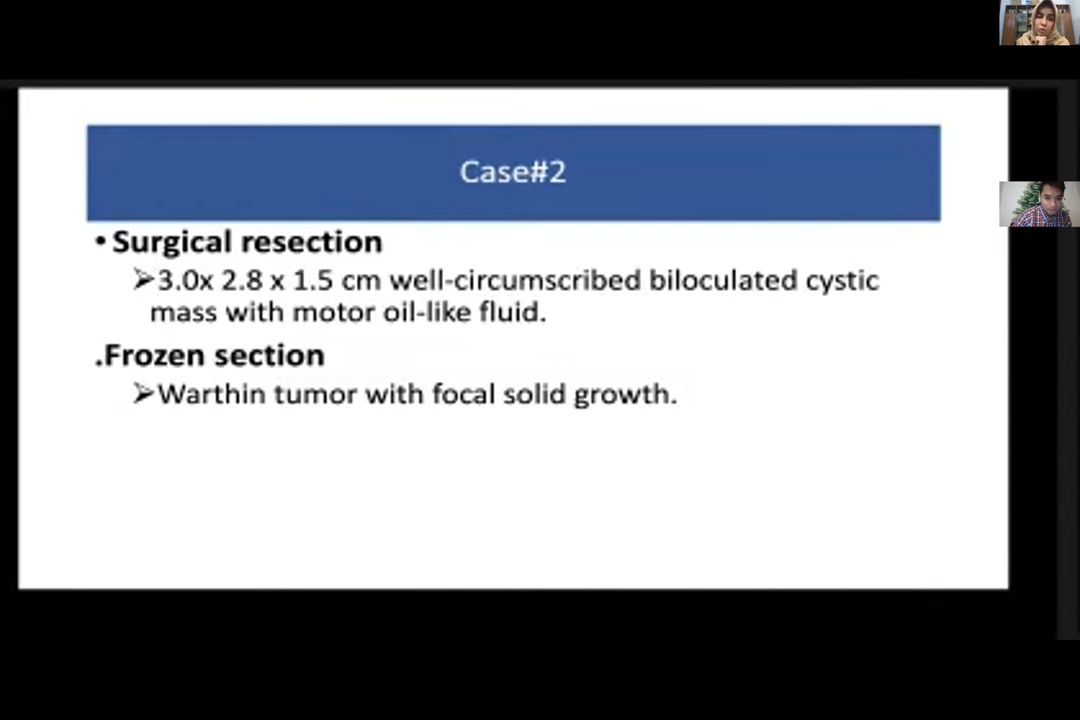 Case#2
• Surgical resection
➢3.0x 2.8 x 1.5 cm well-circumscribed biloculated cystic
mass with motor oil-like fluid.
.Frozen section
➢Warthin tumor with focal solid growth.